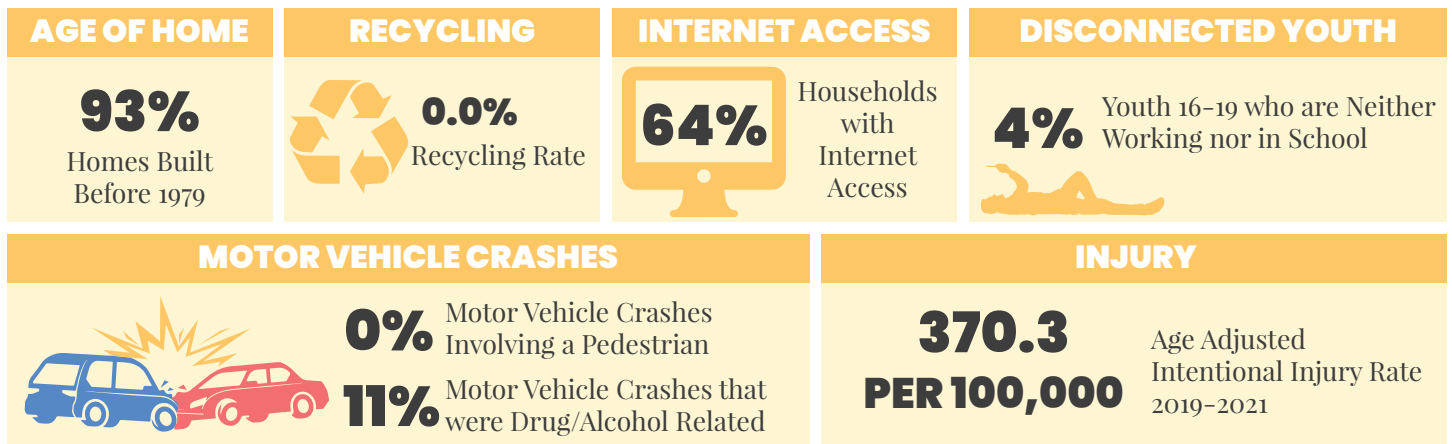 AGE OF HOME
93%
Homes Built
Before 1979
RECYCLING
0.0%
Recycling Rate
INTERNET ACCESS
64%
Households
with
Internet
Access
DISCONNECTED YOUTH
4%
Youth 16-19 who are Neither
Working nor in School
MOTOR VEHICLE CRASHES
0%
Motor Vehicle Crashes
Involving a Pedestrian
11%
Motor Vehicle Crashes that
were Drug/Alcohol Related
INJURY
370.3
PER 100,000
Age Adjusted
Intentional Injury Rate
2019-2021